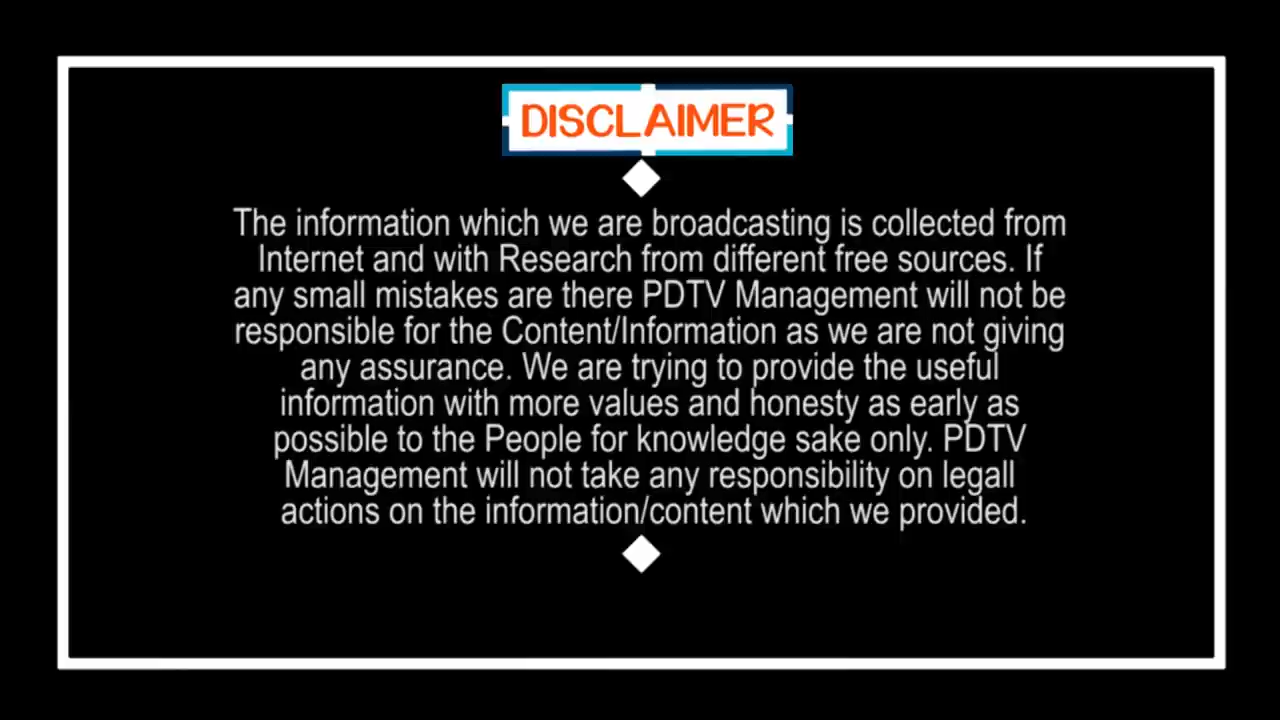 DISCLAIMER
The information which we are broadcasting is collected from
Internet and with Research from different free sources. If
any small mistakes are there PDTV Management will not be
responsible for the Content/Information as we are not giving
any assurance. We are trying to provide the useful
information with more values and honesty as early as
possible to the People for knowledge sake only. PDTV
Management will not take any responsibility on legall
actions on the information/content which we provided.